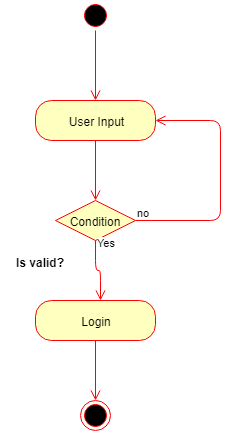 User Input
Condition
no
Yes
Is valid?
Login